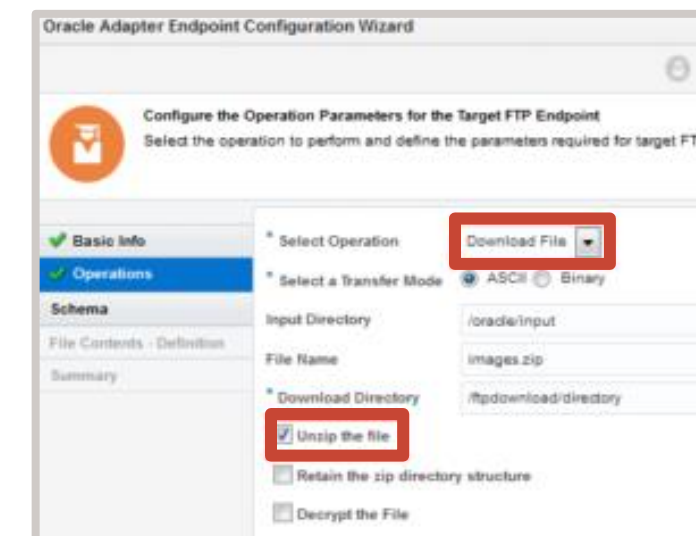 Oracle Adapter Endpoint Configuration Wizard
Configure the Operation Parameters for the Target FTP Endpoint
Select the operation to perform and define the parameters required for target FT
Basic Info
Operations
Schema
File Contents - Definition
Summary
* Select Operation Download File
* Select a Transfer Mode ASCII Binary
Input Directory /oracle/input
File Name images.zip
* Download Directory /ftpdownload/directory
Unzip the file
Retain the zip directory structure
Decrypt the File